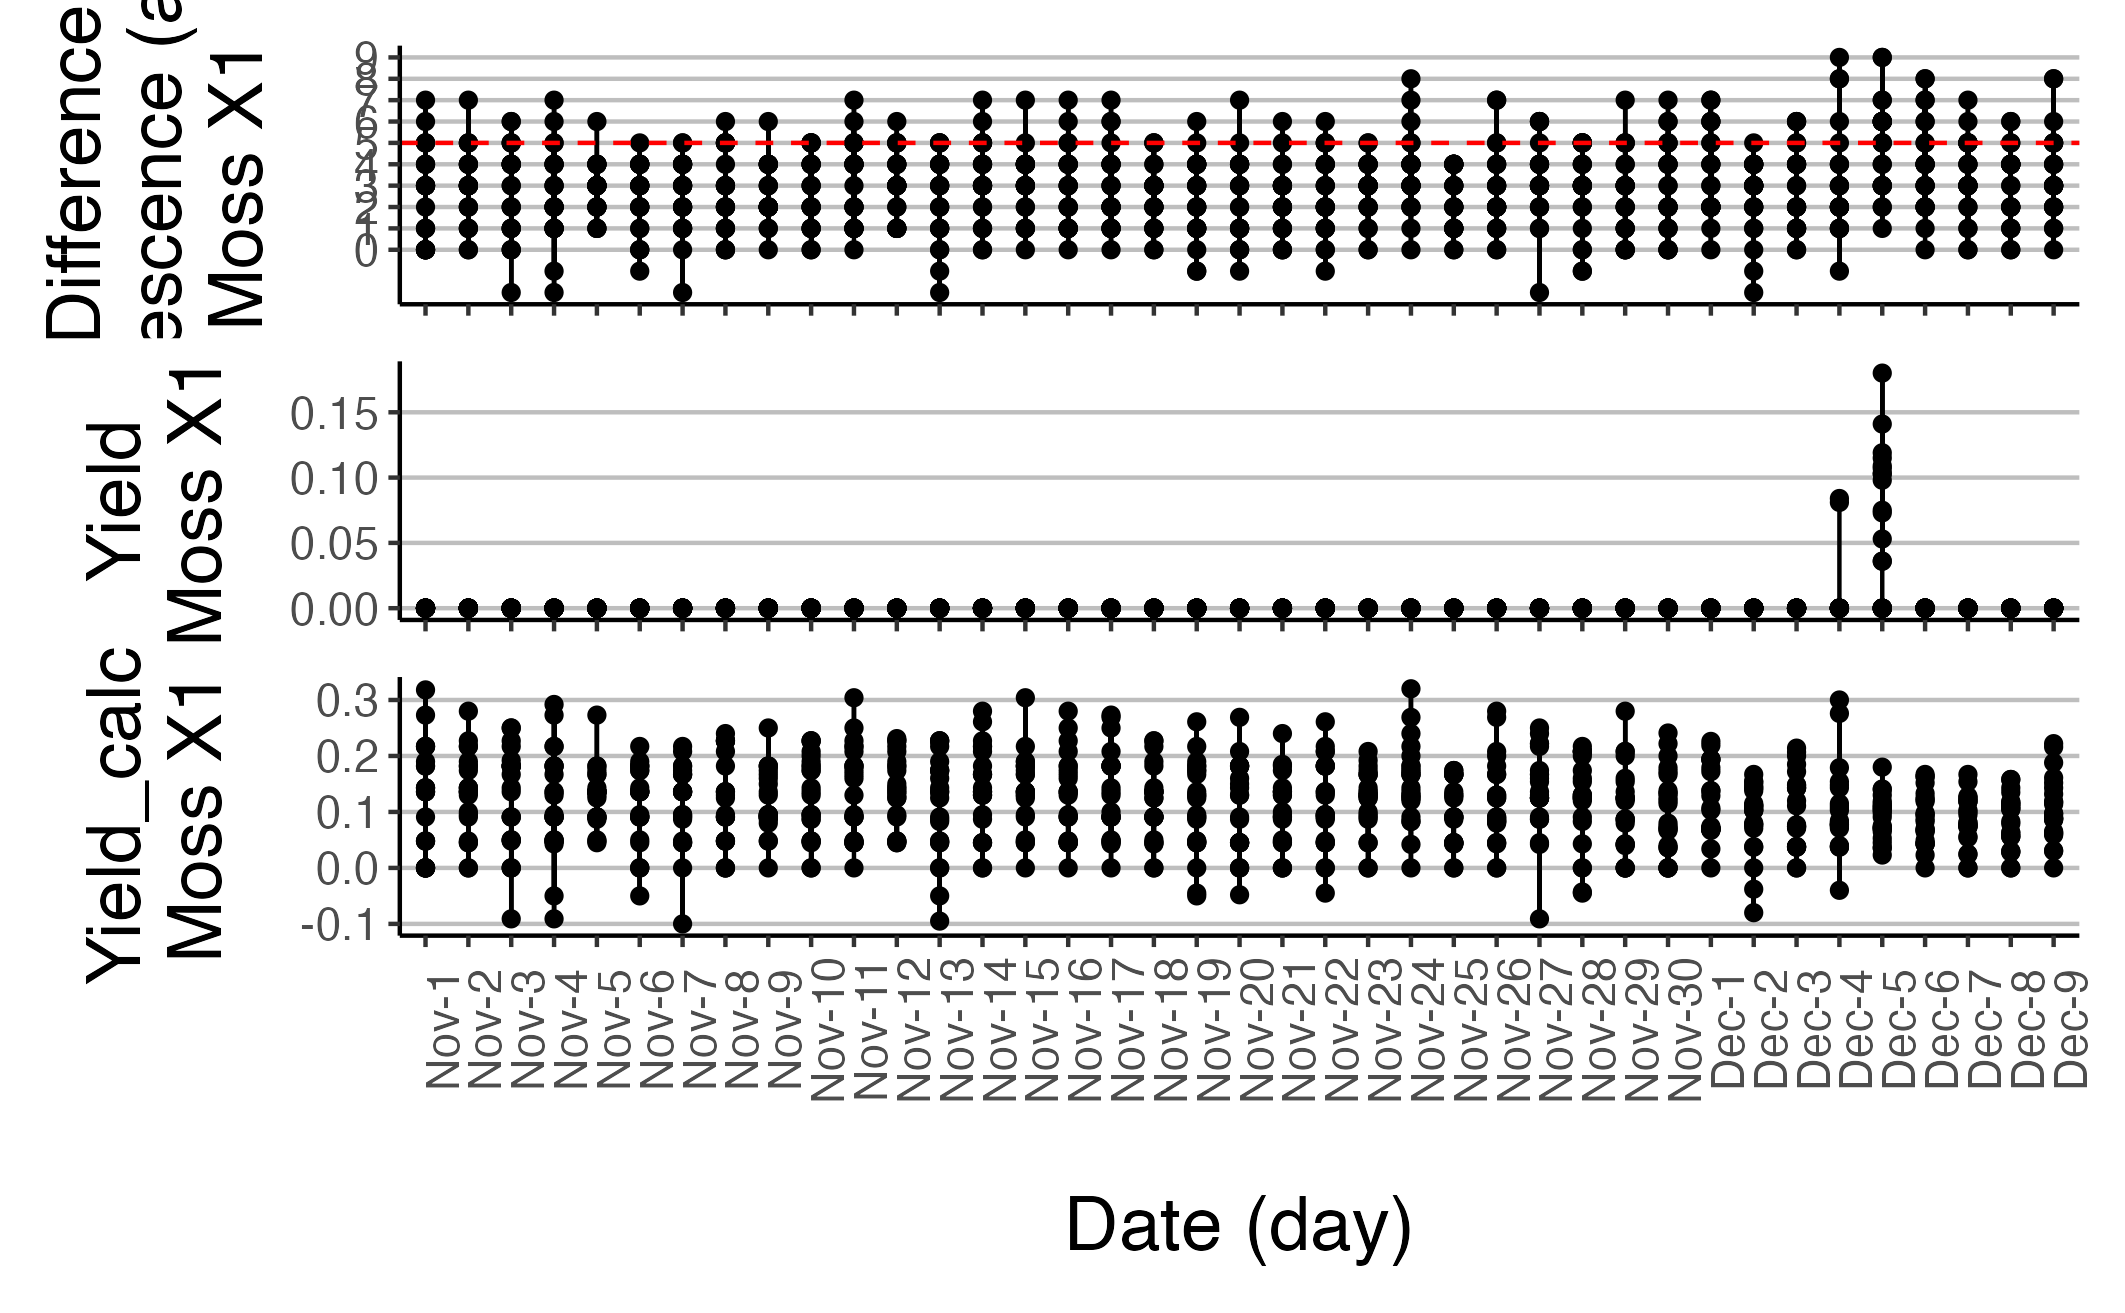 Difference
escence (a
Moss X1
9
8
7
6
5
4
3
2
1
0
Yield
Moss X1
0.15
0.10
0.05
0.00
Yield_calc
Moss X1
0.3
0.2
0.1
0.0
-0.1
Nov-1
Nov-2
Nov-3
Nov-4
Nov-5
Nov-6
Nov-7
Nov-8
Nov-9
Nov-10
Nov-11
Nov-12
Nov-13
Nov-14
Nov-15
Nov-16
Nov-17
Nov-18
Nov-19
Nov-20
Nov-21
Nov-22
Nov-23
Nov-24
Nov-25
Nov-26
Nov-27
Nov-28
Nov-29
Nov-30
Dec-1
Dec-2
Dec-3
Dec-4
Dec-5
Dec-6
Dec-7
Dec-8
Dec-9
Date (day)